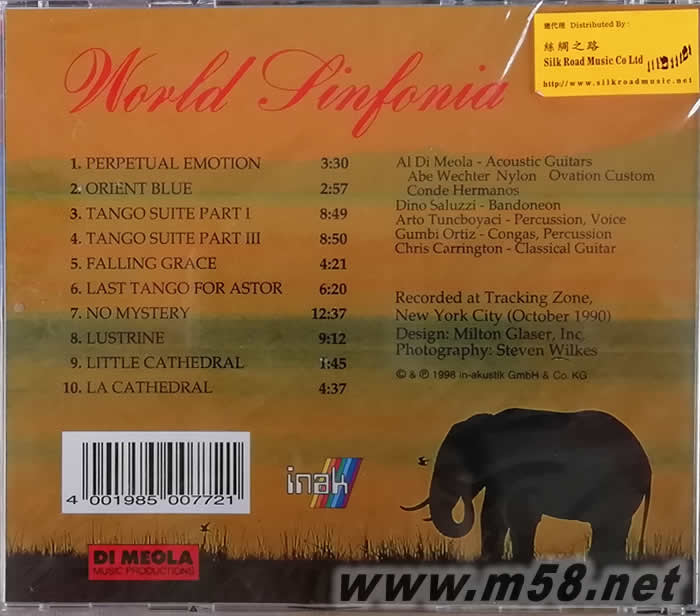 總代理 Distributed By :
絲綢之路
Silk Road Music Co Ltd
http://www.silkroadmusic.net
World Sinfonia
1. PERPETUAL EMOTION 3:30
2. ORIENT BLUE 2:57
3. TANGO SUITE PART I 8:49
4. TANGO SUITE PART III 8:50
5. FALLING GRACE 4:21
6. LAST TANGO FOR ASTOR 6:20
7. NO MYSTERY 12:37
8. LUSTRINE 9:12
9. LITTLE CATHEDRAL 1:45
10. LA CATHEDRAL 4:37
Al Di Meola - Acoustic Guitars
Abe Wechter Nylon Ovation Custom
Conde Hermanos
Dino Saluzzi - Bandoneon
Arto Tuncboyaci - Percussion, Voice
Gumbi Ortiz - Congas, Percussion
Chris Carrington - Classical Guitar
Recorded at Tracking Zone,
New York City (October 1990)
Design: Milton Glaser, Inc
Photography: Steven Wilkes
© & ℗ 1998 in-akustik GmbH & Co. KG
4 001985 007721
inak
DI MEOLA
MUSIC PRODUCTIONS
www.m58.net